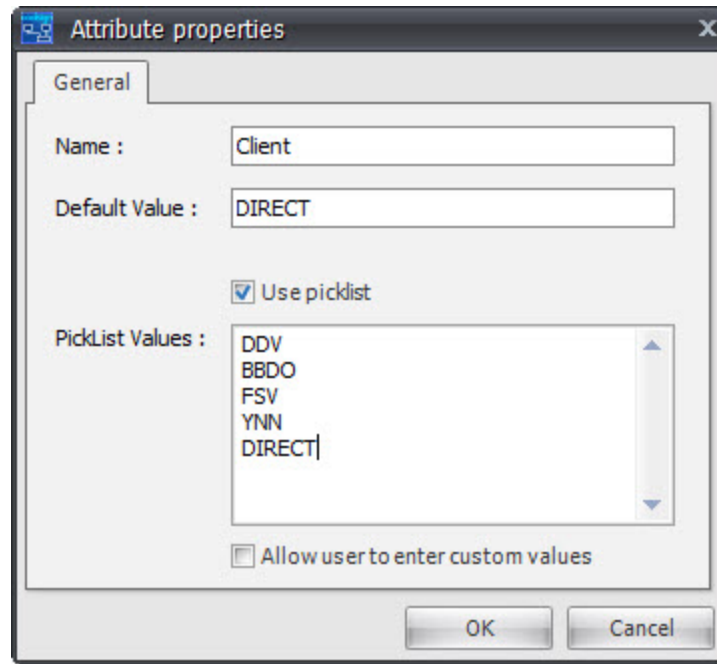 Attribute properties
General
Name : Client
Default Value : DIRECT
Use picklist
PickList Values : DDV
BBDO
FSV
YNN
DIRECT
Allow user to enter custom values
OK Cancel